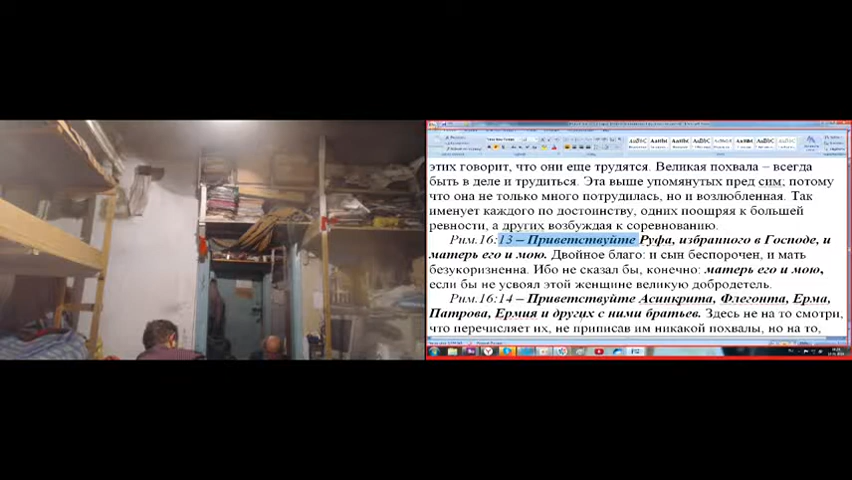 этих говорит, что они еще трудятся. Великая похвала – всегда
быть в деле и трудиться. Эта выше упомянутых пред сим, потому
что она не только много потрудилась, но и возлюбленная. Так
именует каждого по достоинству, одних поощряя к большей
ревности, а других возбуждая к соревнованию.
Рим.16:13 – Приветствуйте Руфа, избранного в Господе, и
матерь его и мою. Двойное благо: и сын беспорочен, и мать
безукоризненна. Ибо не сказал бы, конечно: матерь его и мою,
если бы не усвоял этой женщине великую добродетель.
Рим.16:14 – Приветствуйте Асинкрита, Флегонта, Ерма,
Патрова, Ермия и других с ними братьев. Здесь не на то смотри,
что перечисляет их, не приписав им никакой похвалы, но на то,